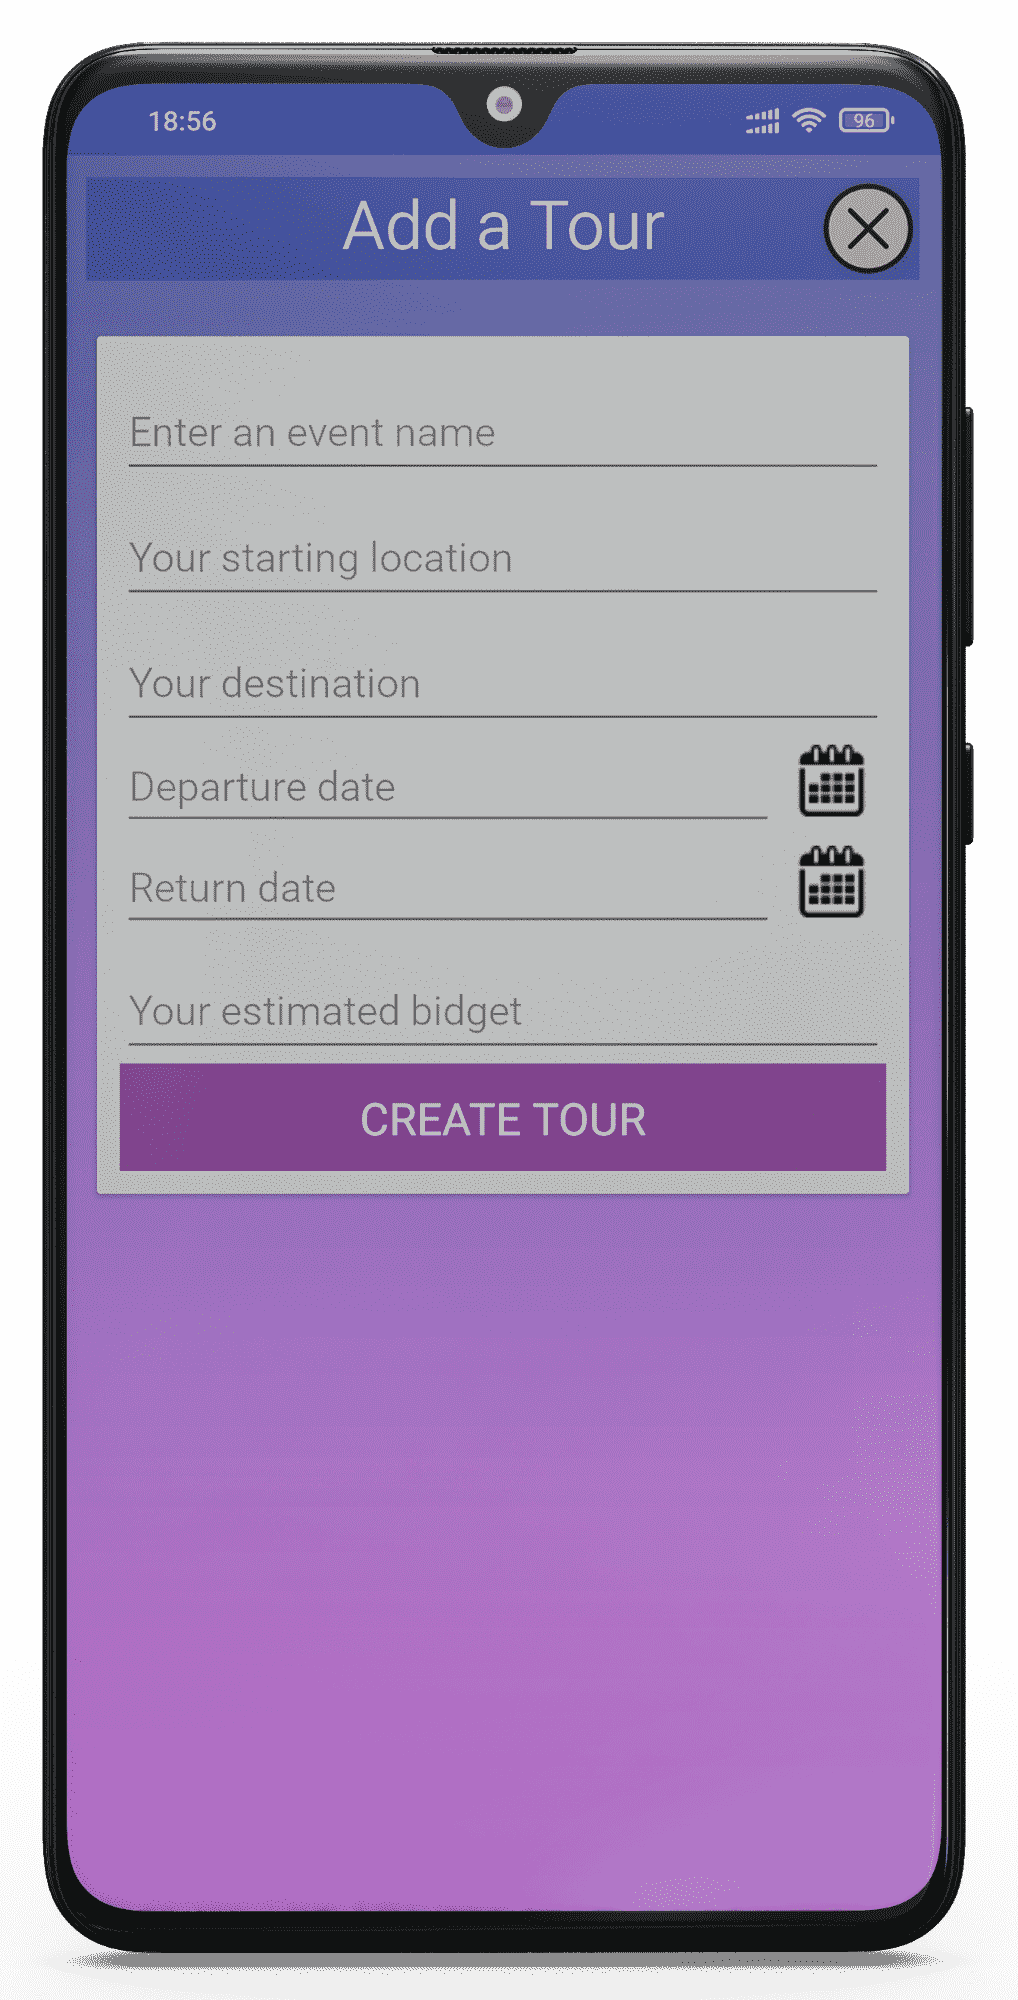 18:56
96
Add a Tour
Enter an event name
Your starting location
Your destination
Departure date
Return date
Your estimated bidget
CREATE TOUR